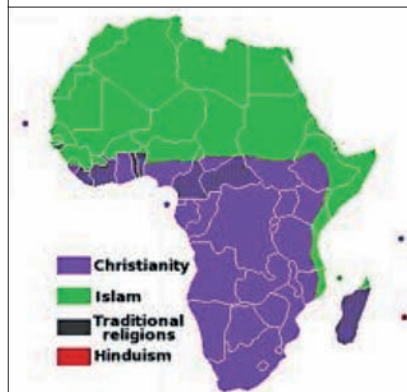 Christianity
Islam
Traditional
religions
Hinduism